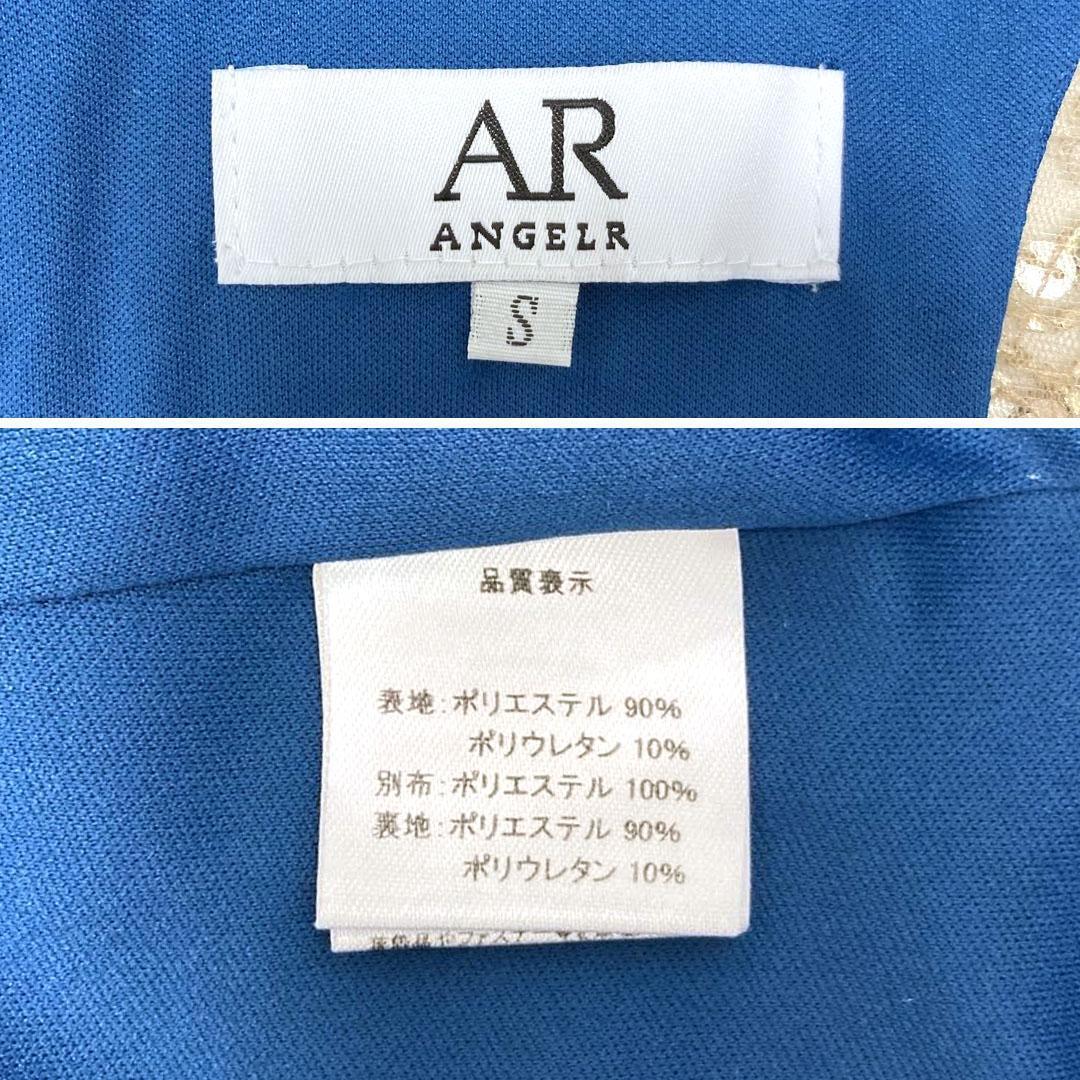 AR
ANGELR
S
品質表示
表地:ポリエステル 90%
ポリウレタン 10%
別布:ポリエステル 100%
裏地:ポリエステル 90%
ポリウレタン 10%